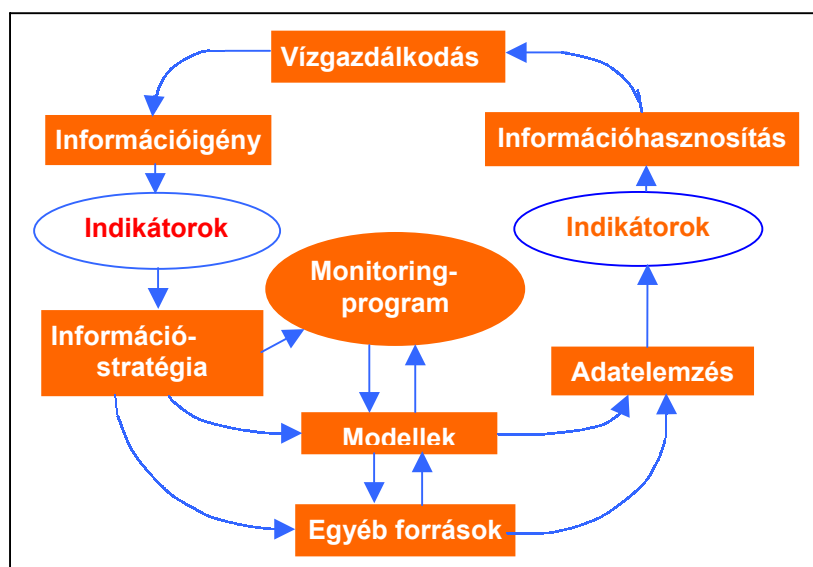 Vízgazdálkodás
Információigény
Információhasznosítás
Indikátorok
Indikátorok
Monitoring-
program
Információ-
stratégia
Adatelemzés
Modellek
Egyéb források